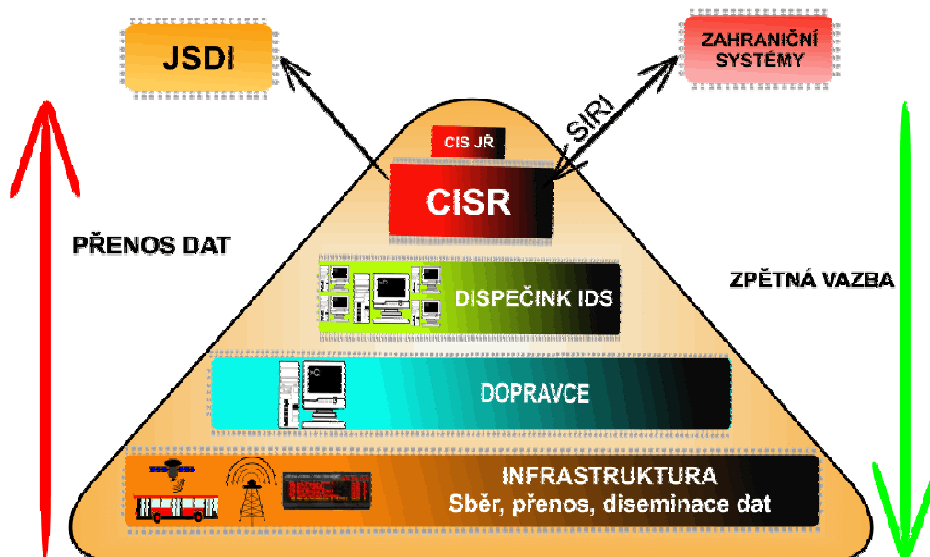 JSDI
ZAHRANIČNÍ
SYSTÉMY
SIRI
CIS JŘ
CISR
PŘENOS DAT
ZPĚTNÁ VAZBA
DISPEČINK IDS
DOPRAVCE
INFRASTRUKTURA
Sběr, přenos, diseminace dat